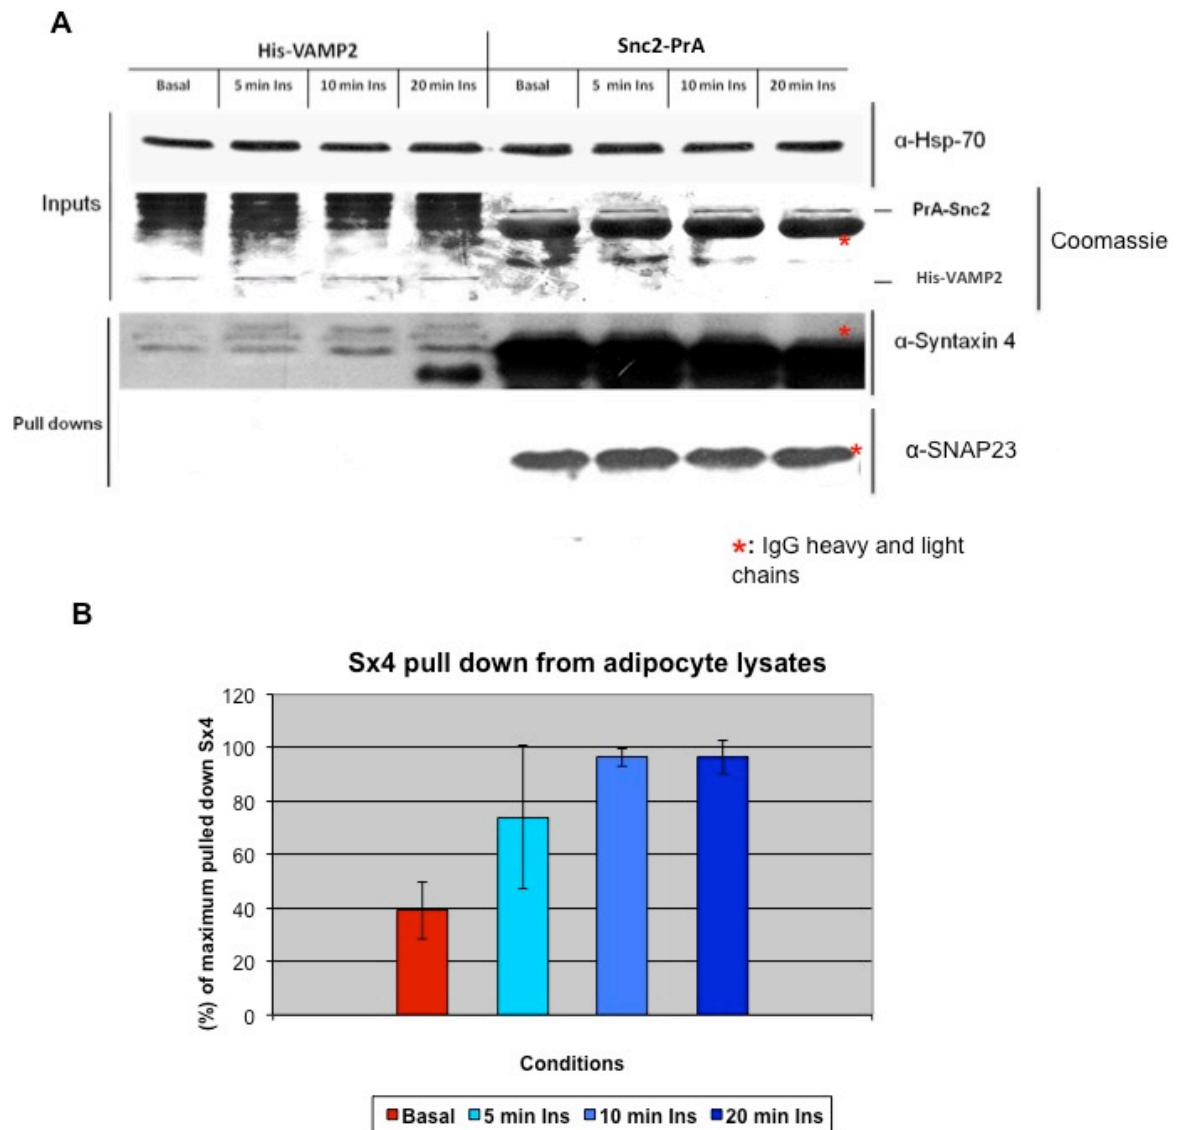 A
His-VAMP2 Snc2-PrA
Basal 5 min Ins 10 min Ins 20 min Ins Basal 5 min Ins 10 min Ins 20 min Ins
α-Hsp-70
Inputs
PrA-Snc2
*
Coomassie
His-VAMP2
*
α-Syntaxin 4
Pull downs
*
α-SNAP23
*: IgG heavy and light
chains
B
Sx4 pull down from adipocyte lysates
(%) of maximum pulled down Sx4
120
100
80
60
40
20
0
Conditions
Basal 5 min Ins 10 min Ins 20 min Ins